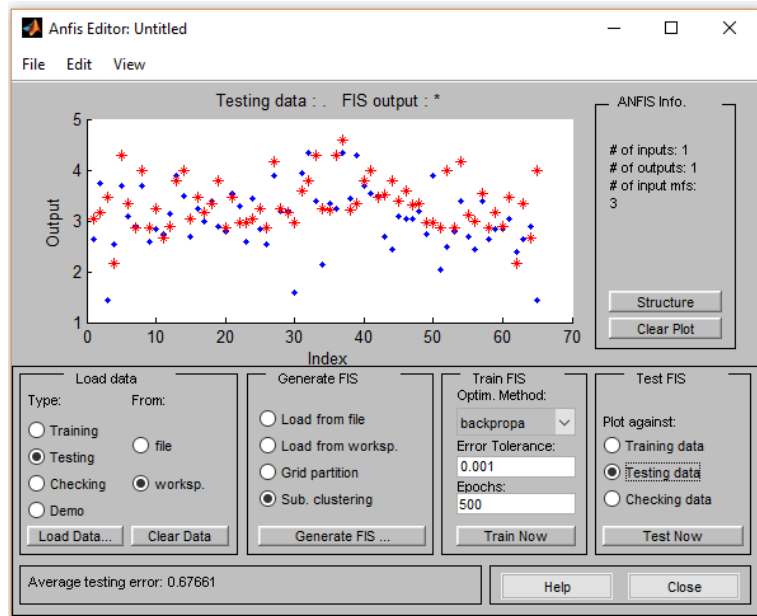 Anfis Editor: Untitled
File Edit View
Testing data : . FIS output : *
5
4
3
2
1
Output
0 10 20 30 40 50 60 70
Index
ANFIS Info.
# of inputs: 1
# of outputs: 1
# of input mfs:
3
Structure
Clear Plot
Load data
Type: From:
Training
Testing
Checking
Demo
file
worksp.
Load Data... Clear Data
Generate FIS
Load from file
Load from worksp.
Grid partition
Sub. clustering
Generate FIS ...
Train FIS
Optim. Method:
backpropa
Error Tolerance:
0.001
Epochs:
500
Train Now
Test FIS
Plot against:
Training data
Testing data
Checking data
Test Now
Average testing error: 0.67661
Help Close